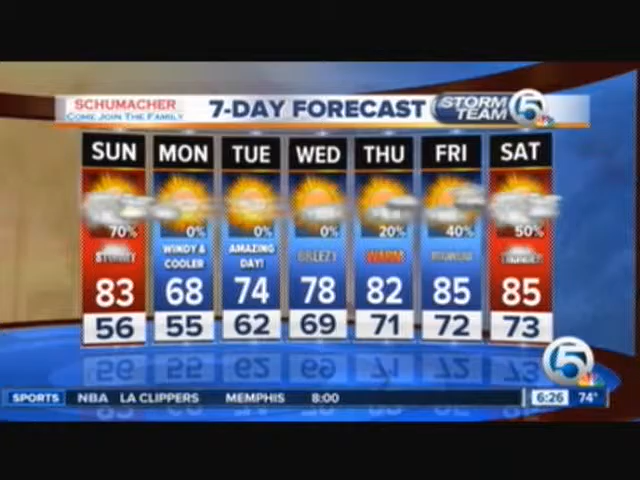 SCHUMACHER
COME JOIN THE FAMILY
7-DAY FORECAST
STORM
TEAM
5
SUN MON TUE WED THU FRI SAT
70% 0% 0% 0% 20% 40% 50%
STORMY WINDY & COOLER AMAZING DAY! BREEZY WARM THUNDER
83 68 74 78 82 85 85
56 55 62 69 71 72 73
5
SPORTS NBA LA CLIPPERS MEMPHIS 8:00 6:26 74°